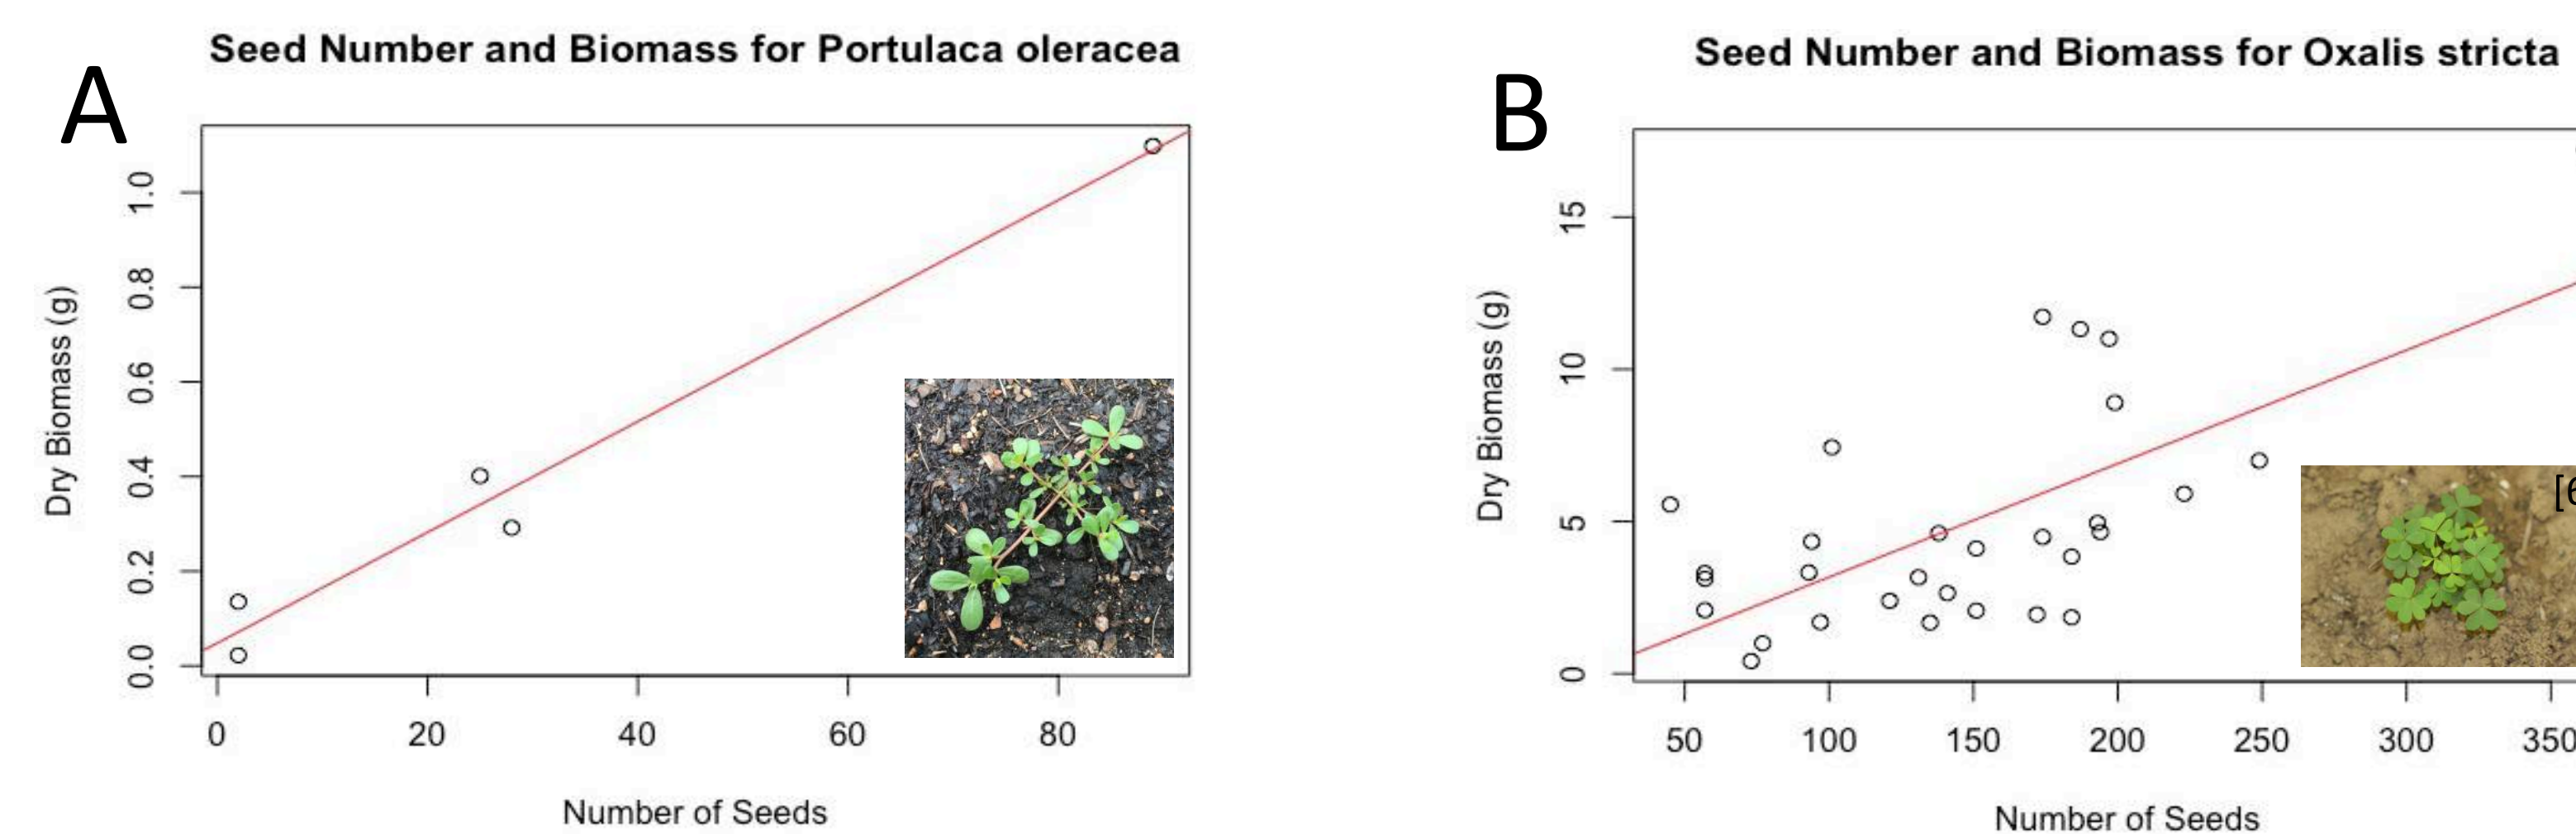 Seed Number and Biomass for Portulaca oleracea
A
1.0
0.8
0.6
0.4
0.2
0.0
Dry Biomass (g)
0 20 40 60 80
Number of Seeds
Seed Number and Biomass for Oxalis stricta
B
15
10
5
0
Dry Biomass (g)
[6
50 100 150 200 250 300 350
Number of Seeds